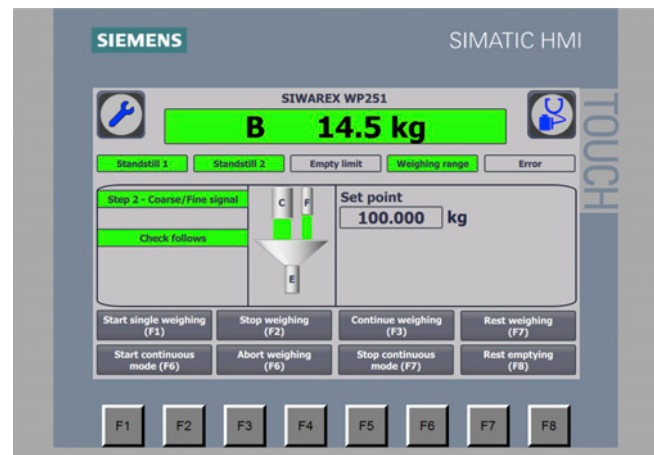 SIEMENS
SIMATIC HMI
TOUCH
SIWAREX WP251
B 14.5 kg
Standstill 1
Standstill 2
Empty limit
Weighing range
Error
Step 2 - Coarse/Fine signal
Check follows
C
F
E
Set point
100.000 kg
Start single weighing
(F1)
Stop weighing
(F2)
Continue weighing
(F3)
Rest weighing
(F7)
Start continuous
mode (F6)
Abort weighing
(F6)
Stop continuous
mode (F7)
Rest emptying
(F8)
F1
F2
F3
F4
F5
F6
F7
F8